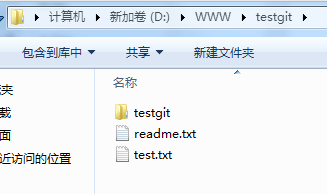 计算机 新加卷 (D:) WWW testgit
包含到库中 共享 新建文件夹
名称
夹
testgit
载
readme.txt
面
test.txt
近访问的位置